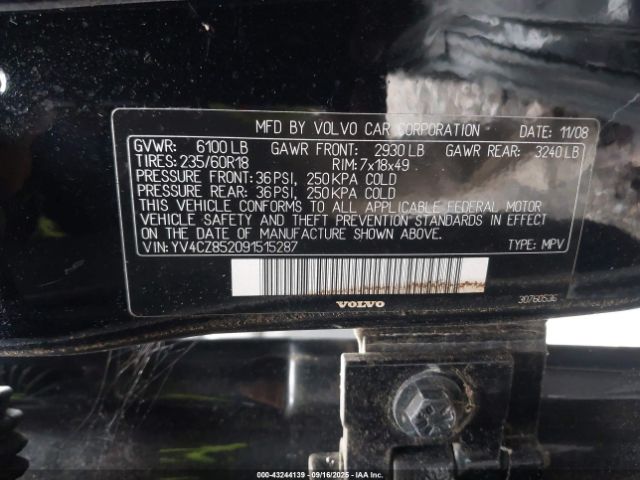 MFD BY VOLVO CAR CORPORATION DATE: 11/08
GVWR: 6100 LB GAWR FRONT: 2930 LB GAWR REAR: 3240 LB
TIRES: 235/60R18 RIM: 7x18x49
PRESSURE FRONT: 36 PSI, 250 KPA COLD
PRESSURE REAR: 36 PSI, 250 KPA COLD
THIS VEHICLE CONFORMS TO ALL APPLICABLE FEDERAL MOTOR
VEHICLE SAFETY AND THEFT PREVENTION STANDARDS IN EFFECT
ON THE DATE OF MANUFACTURE SHOWN ABOVE.
VIN: YV4CZ852091515287 TYPE: MPV
VOLVO 30760536
00-43244139 - 09/16/2025 - IAAI.COM